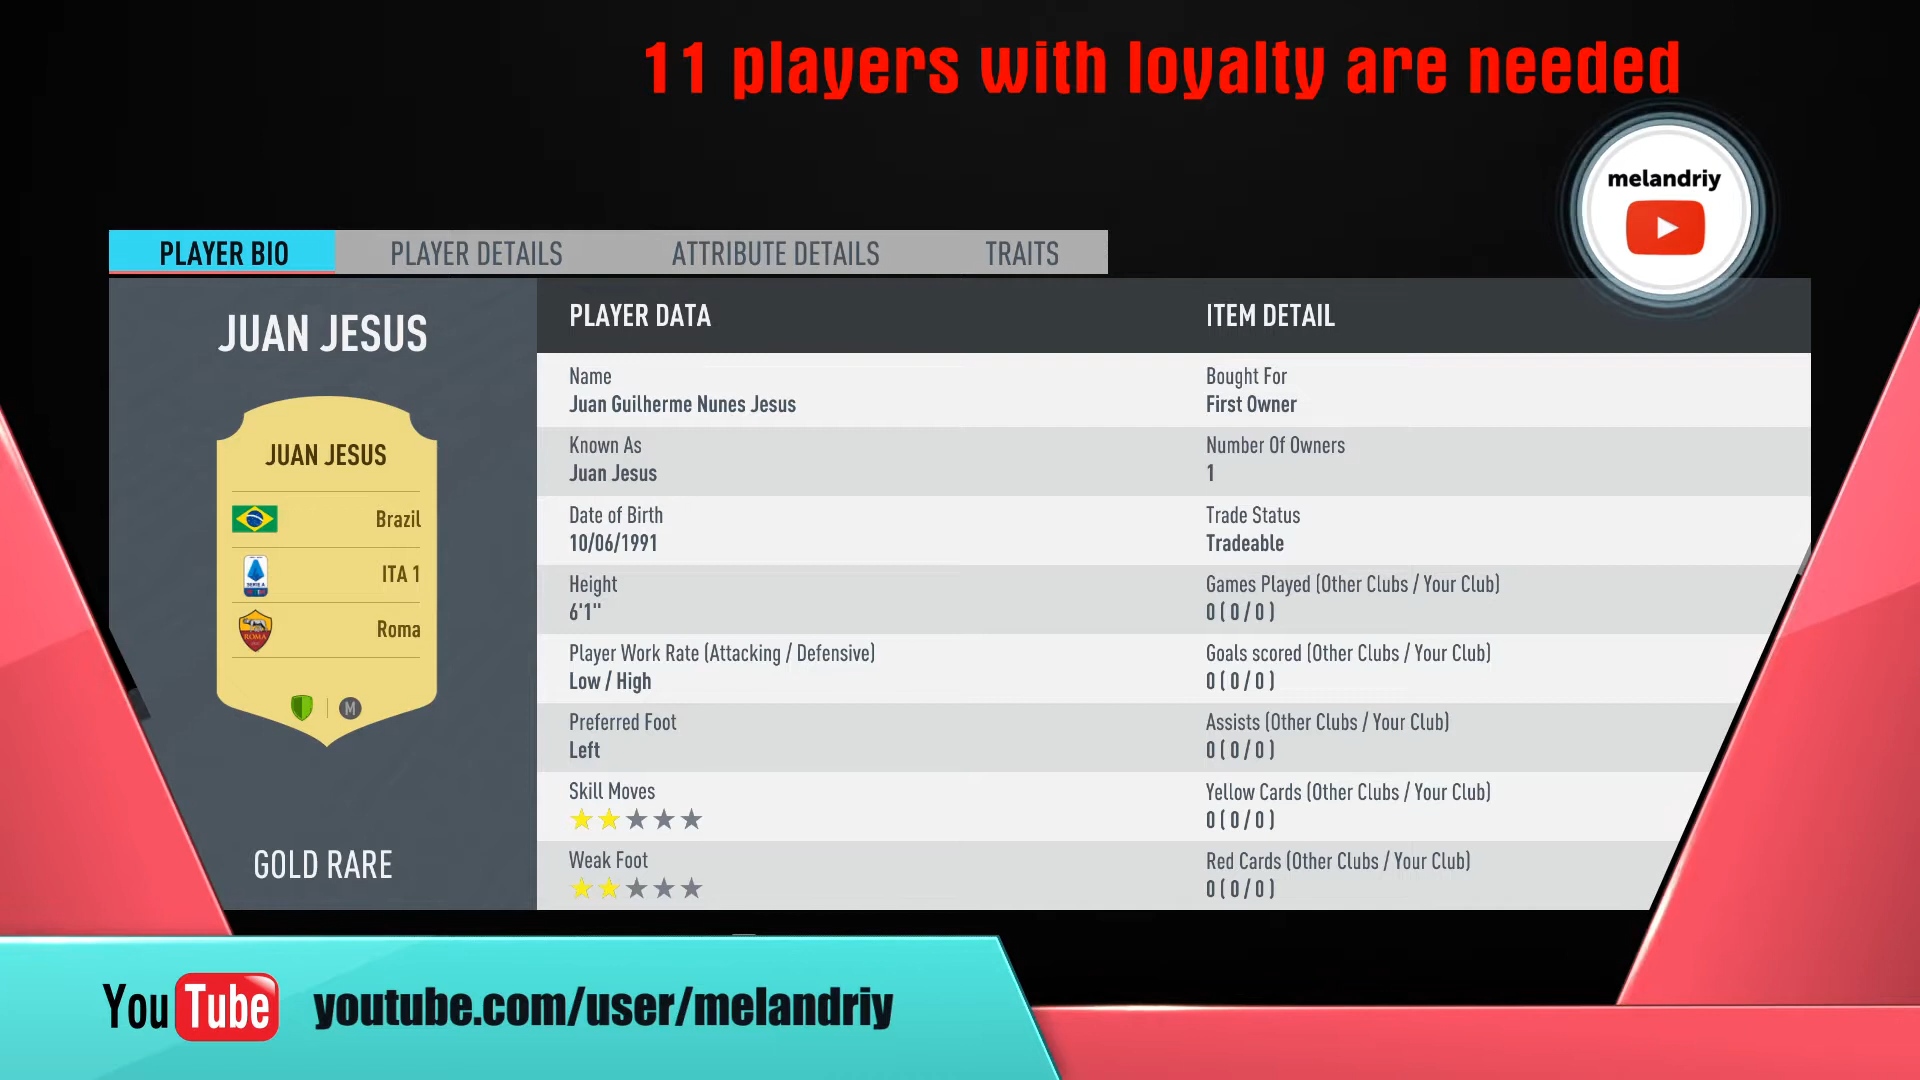 11 players with loyalty are needed
melandriy
PLAYER BIO PLAYER DETAILS ATTRIBUTE DETAILS TRAITS
JUAN JESUS
JUAN JESUS
Brazil
ITA 1
ROMA
Roma
M
GOLD RARE
PLAYER DATA
Name
Juan Guilherme Nunes Jesus
Known As
Juan Jesus
Date of Birth
10/06/1991
Height
6'1"
Player Work Rate (Attacking / Defensive)
Low / High
Preferred Foot
Left
Skill Moves
Weak Foot
ITEM DETAIL
Bought For
First Owner
Number Of Owners
1
Trade Status
Tradeable
Games Played (Other Clubs / Your Club)
0 ( 0 / 0 )
Goals scored (Other Clubs / Your Club)
0 ( 0 / 0 )
Assists (Other Clubs / Your Club)
0 ( 0 / 0 )
Yellow Cards (Other Clubs / Your Club)
0 ( 0 / 0 )
Red Cards (Other Clubs / Your Club)
0 ( 0 / 0 )
YouTube youtube.com/user/melandriy